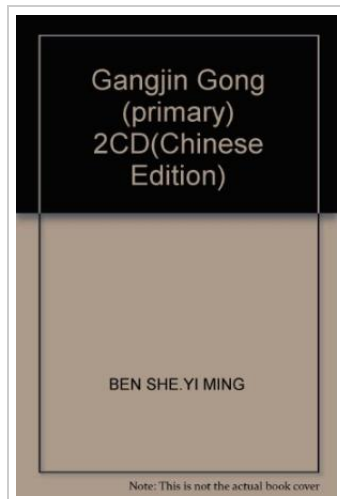 Gangjin Gong
(primary)
2CD(Chinese
Edition)
BEN SHE.YI MING
Note: This is not the actual book cover